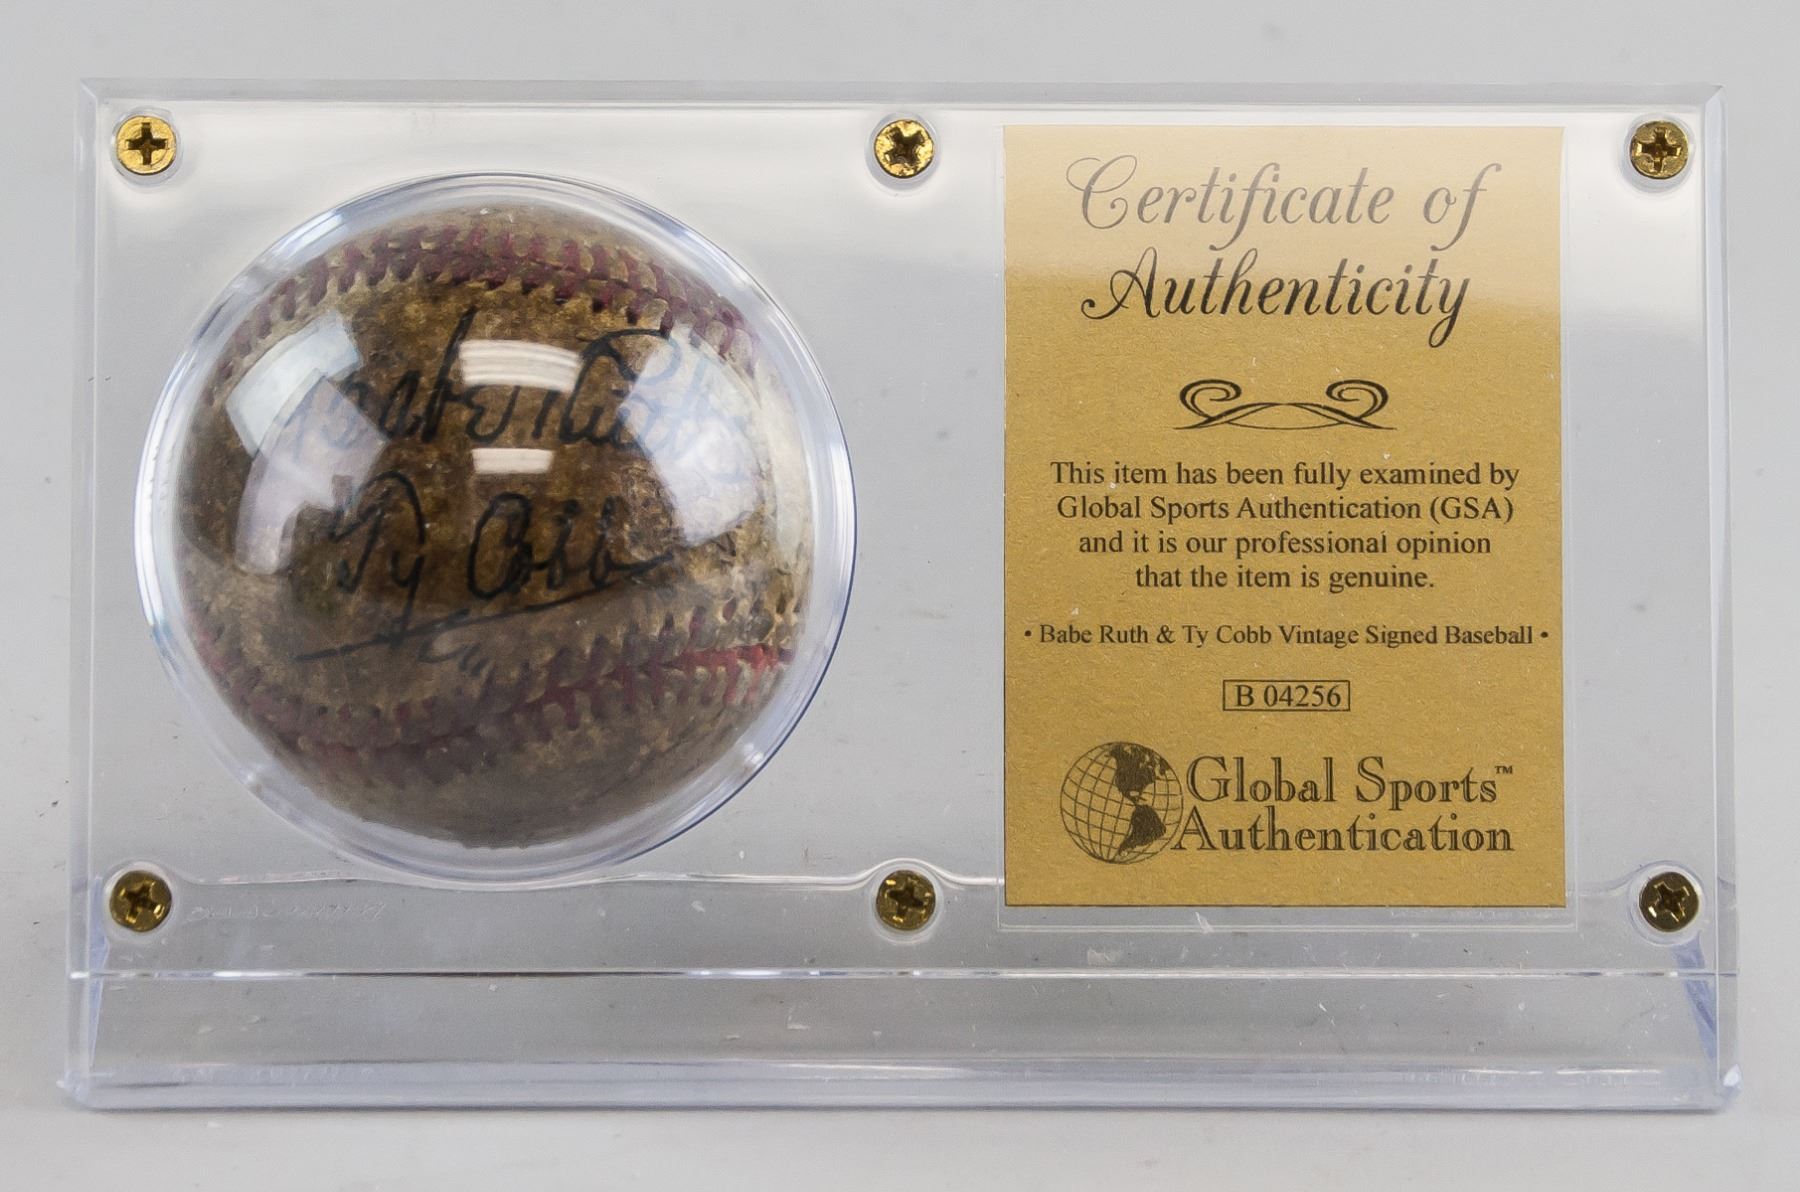 Babe Ruth
Ty Cobb
Certificate of
Authenticity
This item has been fully examined by
Global Sports Authentication (GSA)
and it is our professional opinion
that the item is genuine.
• Babe Ruth & Ty Cobb Vintage Signed Baseball •
B 04256
Global Sports™
Authentication